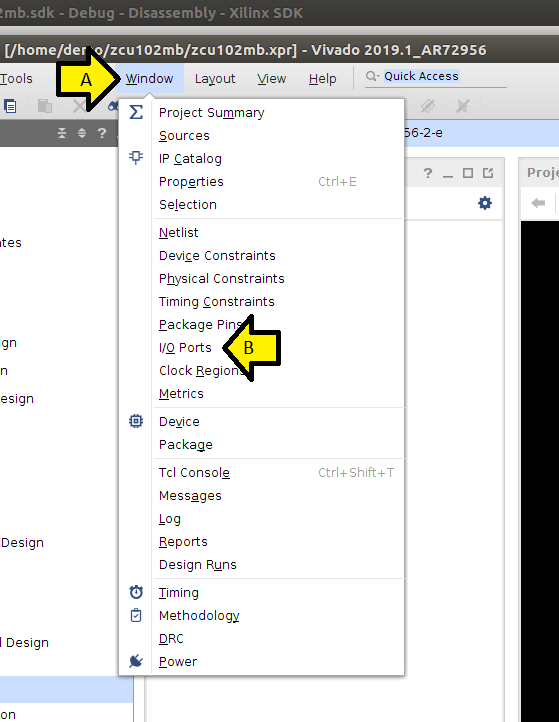 2mb.sdk - Debug - Disassembly - Xilinx SDK
[/home/demo/zcu102mb/zcu102mb.xpr] - Vivado 2019.1_AR72956
Tools A Window Layout View Help Quick Access
Project Summary
56-2-e
Sources
IP Catalog
Properties Ctrl+E
Proje
Selection
Netlist
ates
Device Constraints
Physical Constraints
Timing Constraints
Package Pins
gn
I/O Ports B
n
Clock Regions
Metrics
esign
Device
Package
Tcl Console Ctrl+Shift+T
Messages
Log
Reports
Design
Design Runs
Timing
Methodology
DRC
l Design
Power
on